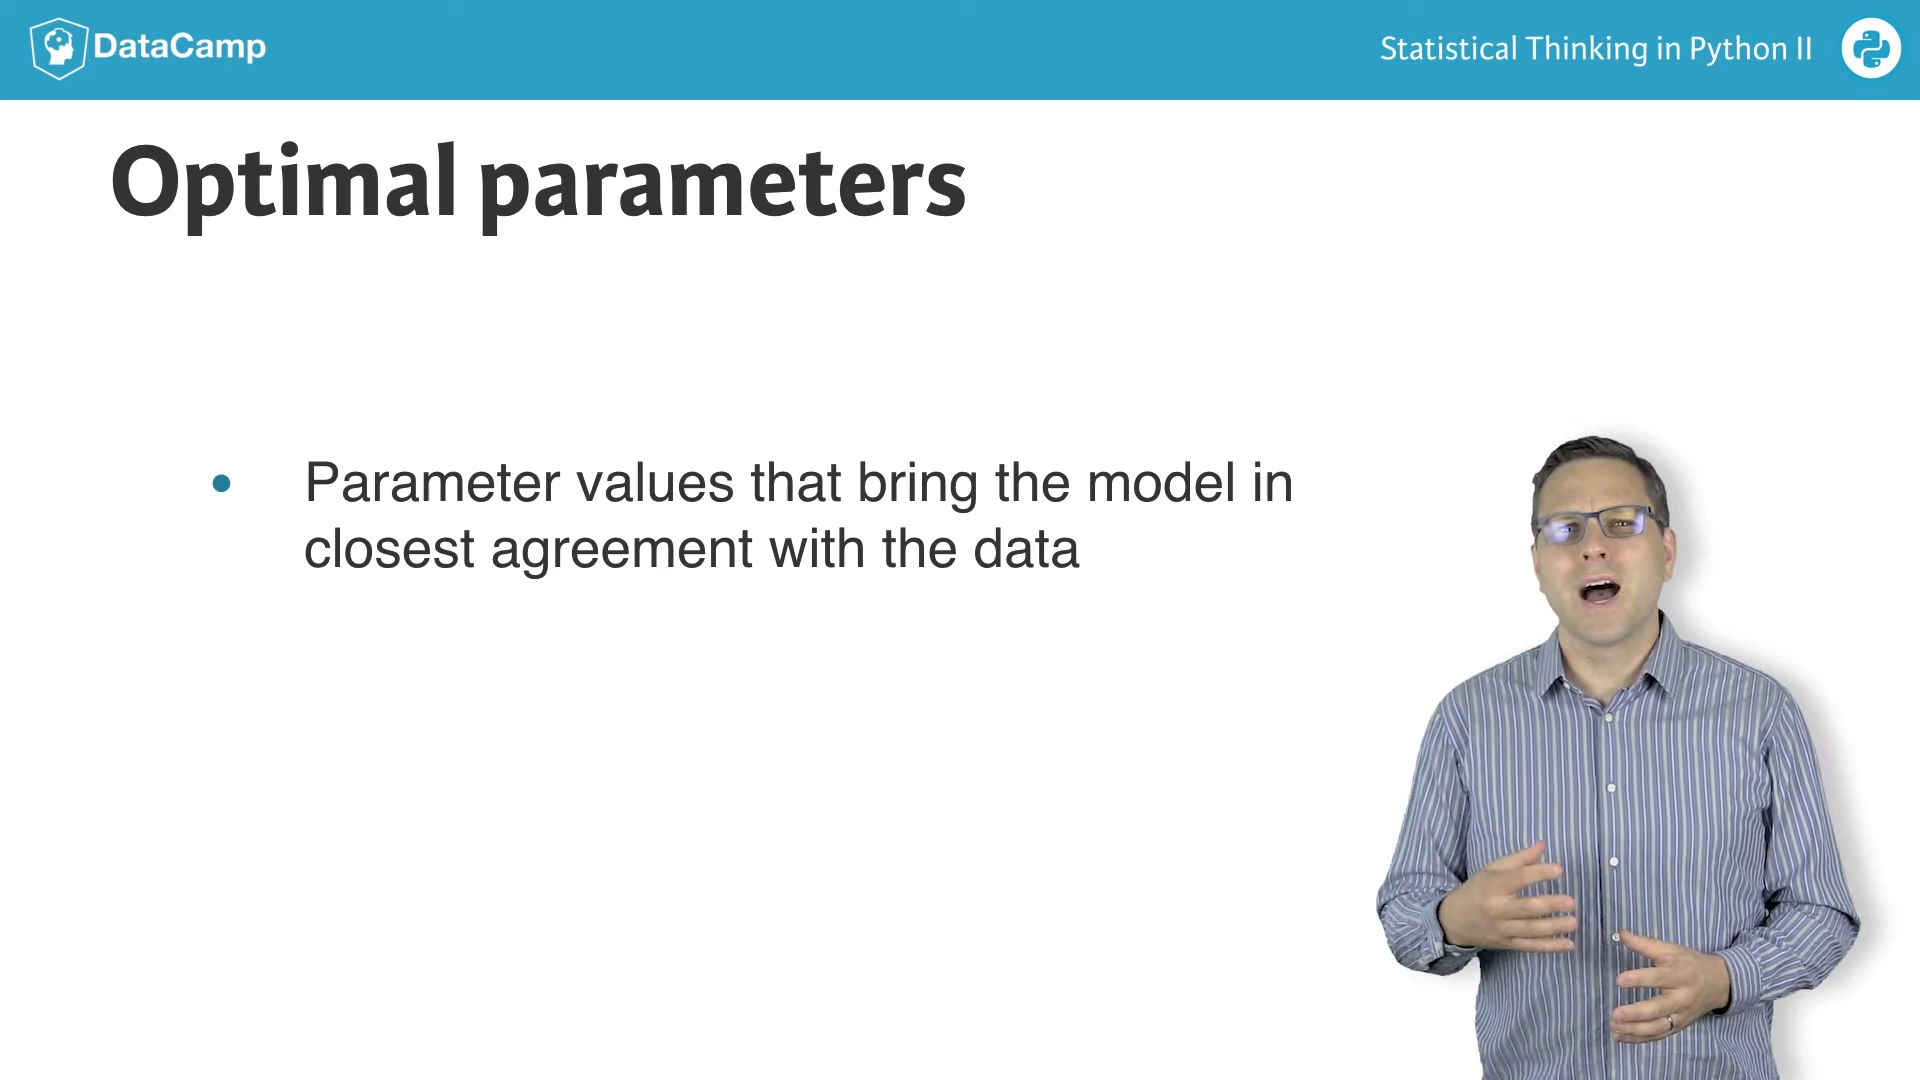 DataCamp
Statistical Thinking in Python II
Optimal parameters
• Parameter values that bring the model in
closest agreement with the data